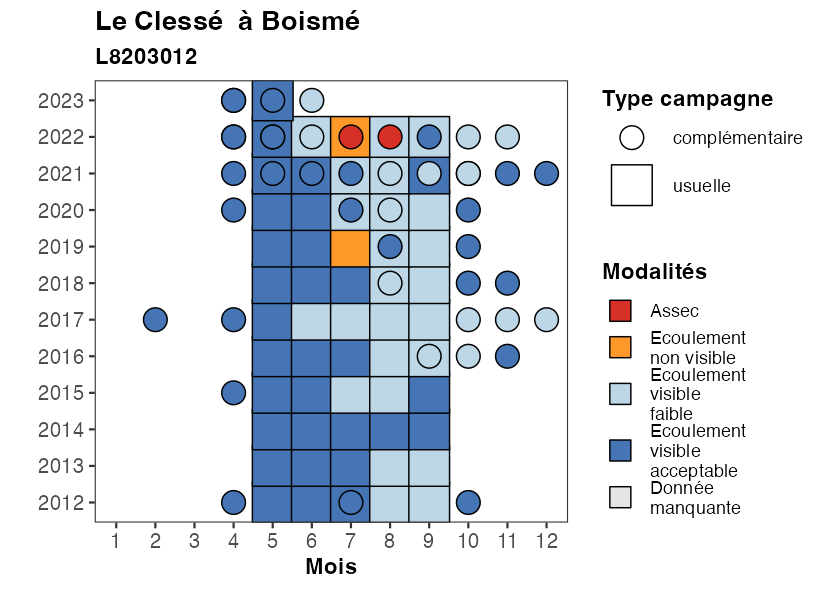 Le Clessé  à Boismé
L8203012
2023
2022
2021
2020
2019
2018
2017
2016
2015
2014
2013
2012
1 2 3 4 5 6 7 8 9 10 11 12
Mois
Type campagne
complémentaire
usuelle
Modalités
Assec
Ecoulement
non visible
Ecoulement
visible
faible
Ecoulement
visible
acceptable
Donnée
manquante